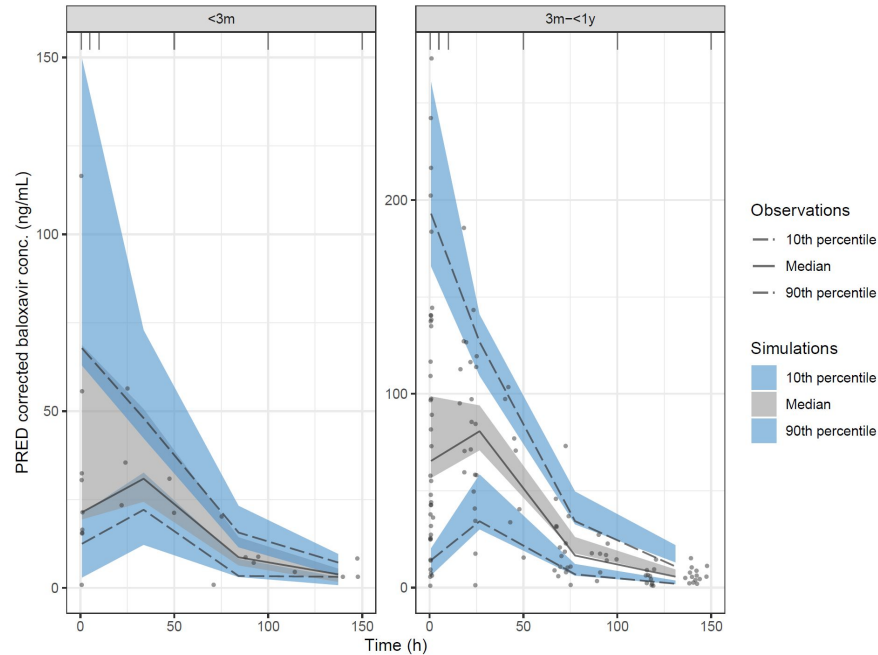 <3m
3m−<1y
PRED corrected baloxavir conc. (ng/mL)
150
100
50
0
200
100
0
0
50
100
150
0
50
100
150
Time (h)
Observations
10th percentile
Median
90th percentile
Simulations
10th percentile
Median
90th percentile